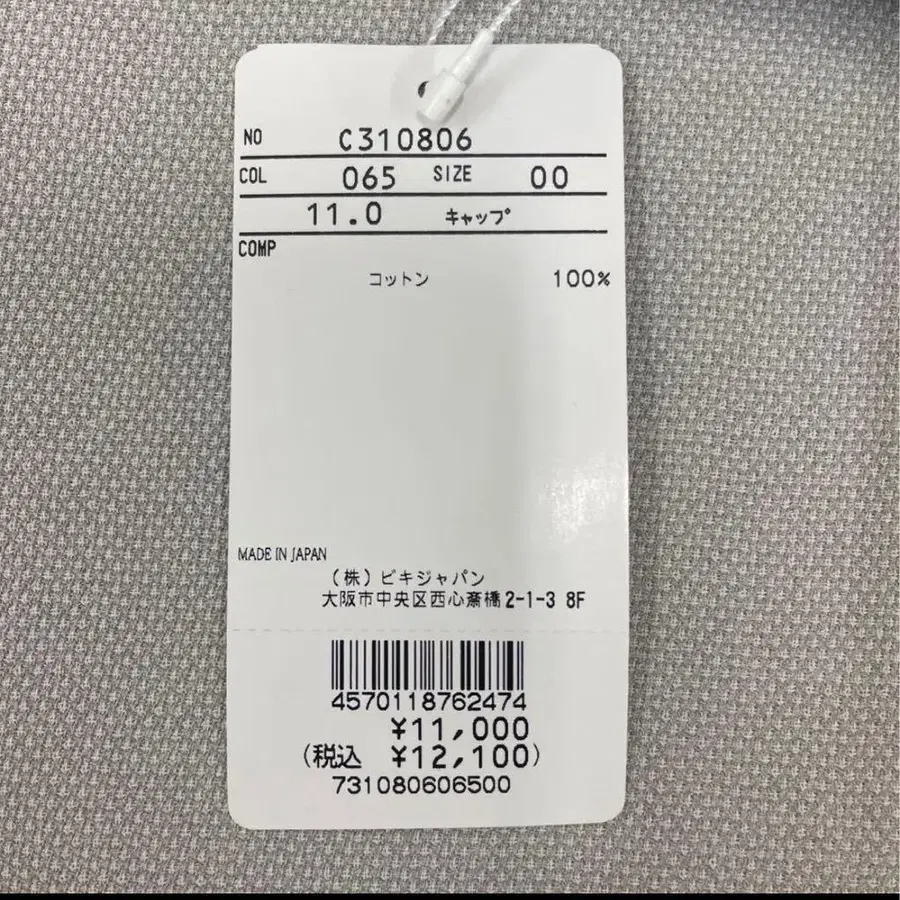 NO C310806
COL 065 SIZE 00
11.0 キャップ
COMP
コットン 100%
MADE IN JAPAN
(株)ビキジャパン
大阪市中央区西心斎橋2-1-3 8F
4570118762474
¥11,000
(税込 ¥12,100)
731080606500